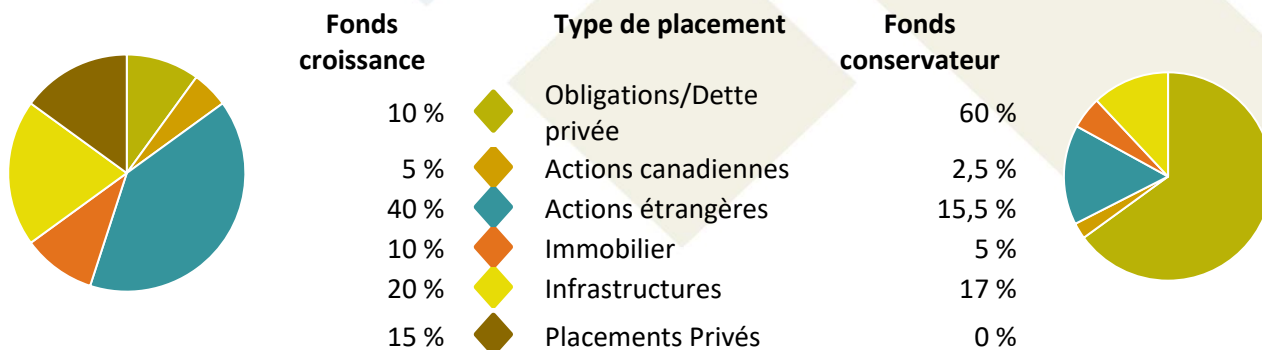 Fonds croissance Type de placement Fonds conservateur
10 % Obligations/Dette privée 60 %
5 % Actions canadiennes 2,5 %
40 % Actions étrangères 15,5 %
10 % Immobilier 5 %
20 % Infrastructures 17 %
15 % Placements Privés 0 %